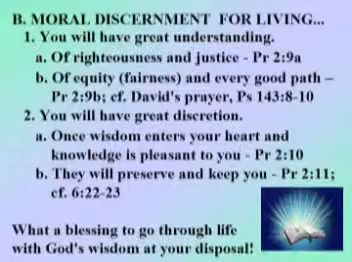 B. MORAL DISCERNMENT FOR LIVING...
1. You will have great understanding.
a. Of righteousness and justice - Pr 2:9a
b. Of equity (fairness) and every good path –
Pr 2:9b; cf. David's prayer, Ps 143:8-10
2. You will have great discretion.
a. Once wisdom enters your heart and
knowledge is pleasant to you - Pr 2:10
b. They will preserve and keep you - Pr 2:11;
cf. 6:22-23
What a blessing to go through life
with God's wisdom at your disposal!